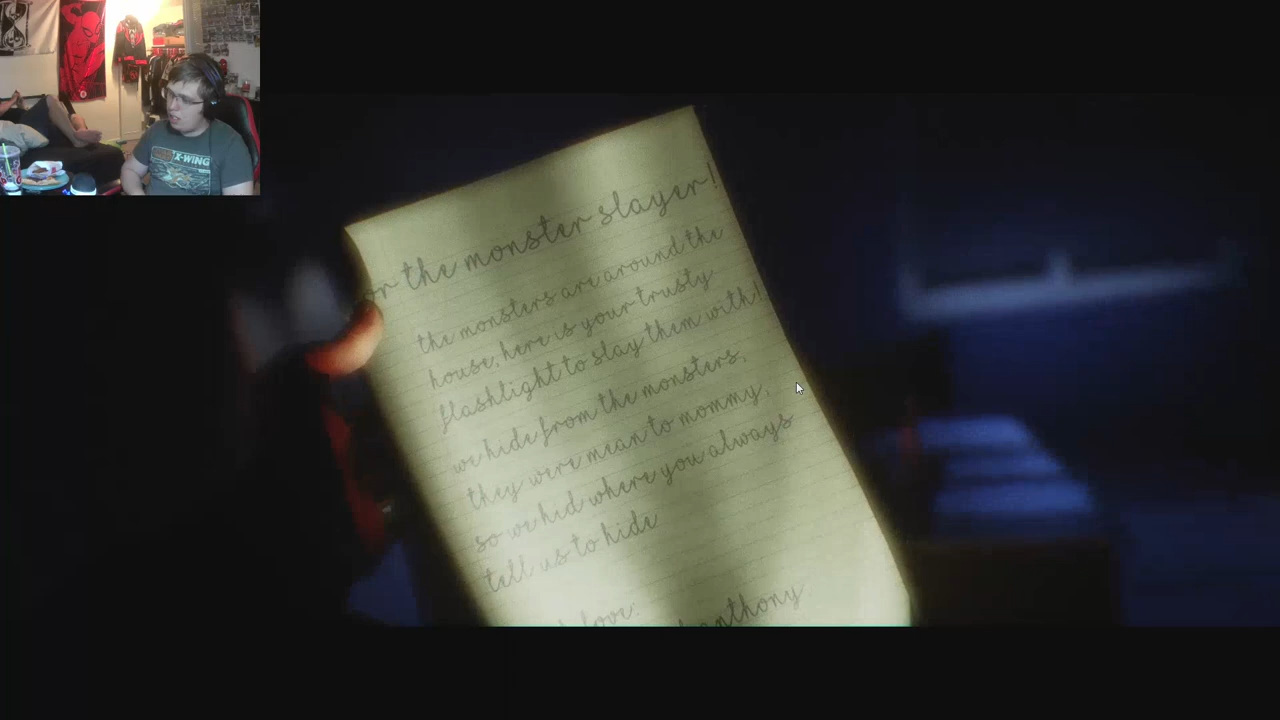 X-WING
or the monster slayer!
the monsters are around the
house, here is your trusty
flashlight to slay them with!
we hide from the monsters,
they were mean to mommy,
so we hid where you always
tell us to hide
love:
anthony